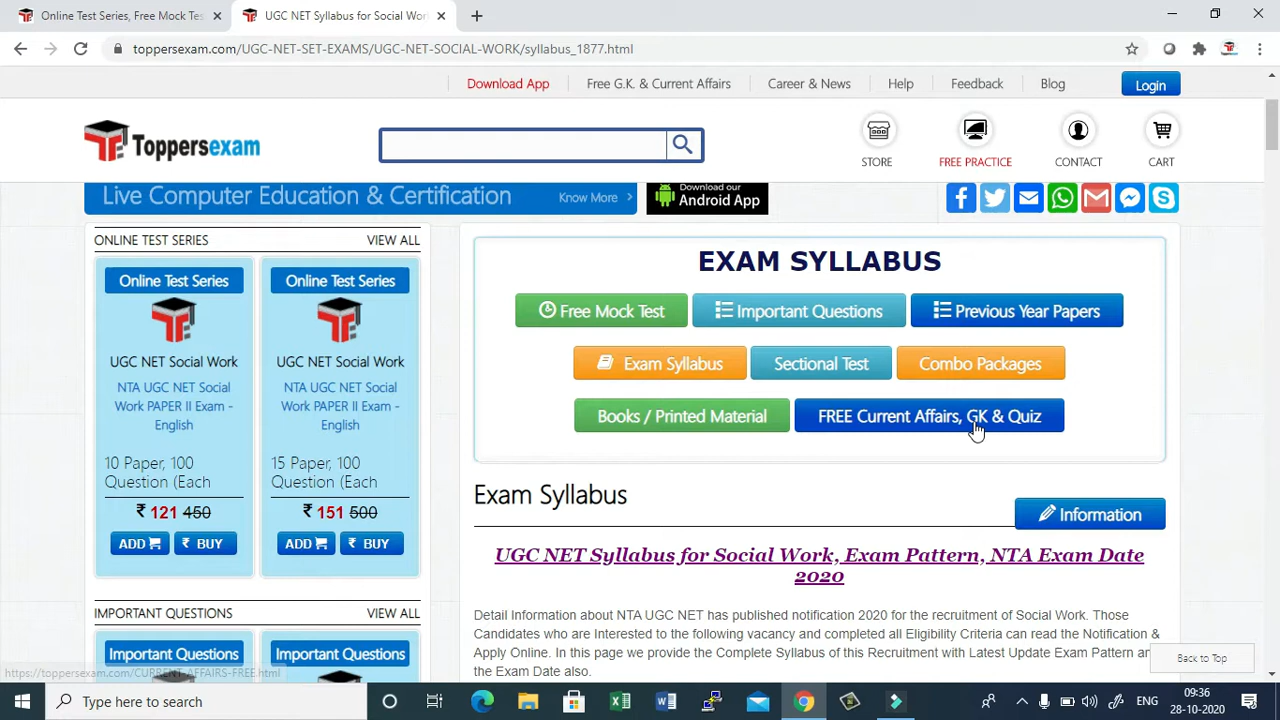 Online Test Series, Free Mock Tes
UGC NET Syllabus for Social Wor
toppersexam.com/UGC-NET-SET-EXAMS/UGC-NET-SOCIAL-WORK/syllabus_1877.html
Download App
Free G.K. & Current Affairs
Career & News
Help
Feedback
Blog
Login
Toppersexam
STORE
FREE PRACTICE
CONTACT
CART
Live Computer Education & Certification
Know More >
Download our
Android App
ONLINE TEST SERIES
VIEW ALL
Online Test Series
UGC NET Social Work
NTA UGC NET Social
Work PAPER II Exam -
English
10 Paper, 100
Question (Each
₹ 121 450
ADD
₹ BUY
Online Test Series
UGC NET Social Work
NTA UGC NET Social
Work PAPER II Exam -
English
15 Paper, 100
Question (Each
₹ 151 500
ADD
₹ BUY
IMPORTANT QUESTIONS
VIEW ALL
Important Questions
Important Questions
EXAM SYLLABUS
Free Mock Test
Important Questions
Previous Year Papers
Exam Syllabus
Sectional Test
Combo Packages
Books / Printed Material
FREE Current Affairs, GK & Quiz
Exam Syllabus
Information
UGC NET Syllabus for Social Work, Exam Pattern, NTA Exam Date
2020
Detail Information about NTA UGC NET has published notification 2020 for the recruitment of Social Work. Those
Candidates who are Interested to the following vacancy and completed all Eligibility Criteria can read the Notification &
Apply Online. In this page we provide the Complete Syllabus of this Recruitment with Latest Update Exam Pattern
the Exam Date also.
Back to Top
https://toppersexam.com/CURRENT-AFFAIRS-FREE.html
Type here to search
ENG
09:36
28-10-2020